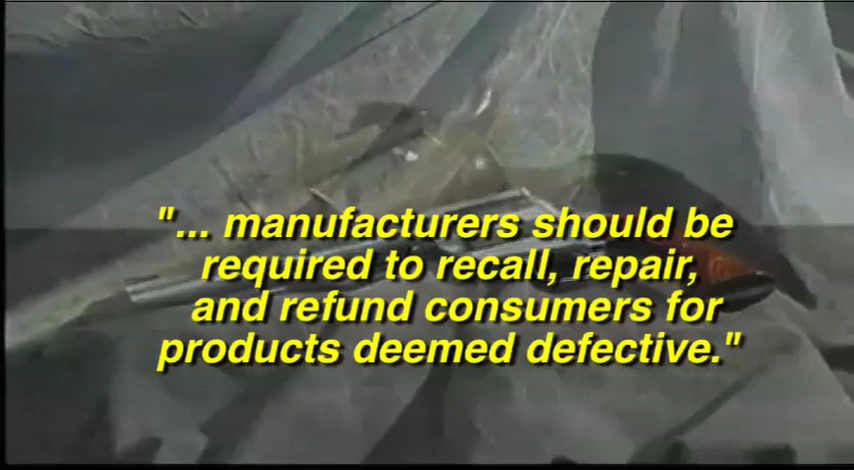 "... manufacturers should be
required to recall, repair,
and refund consumers for
products deemed defective."